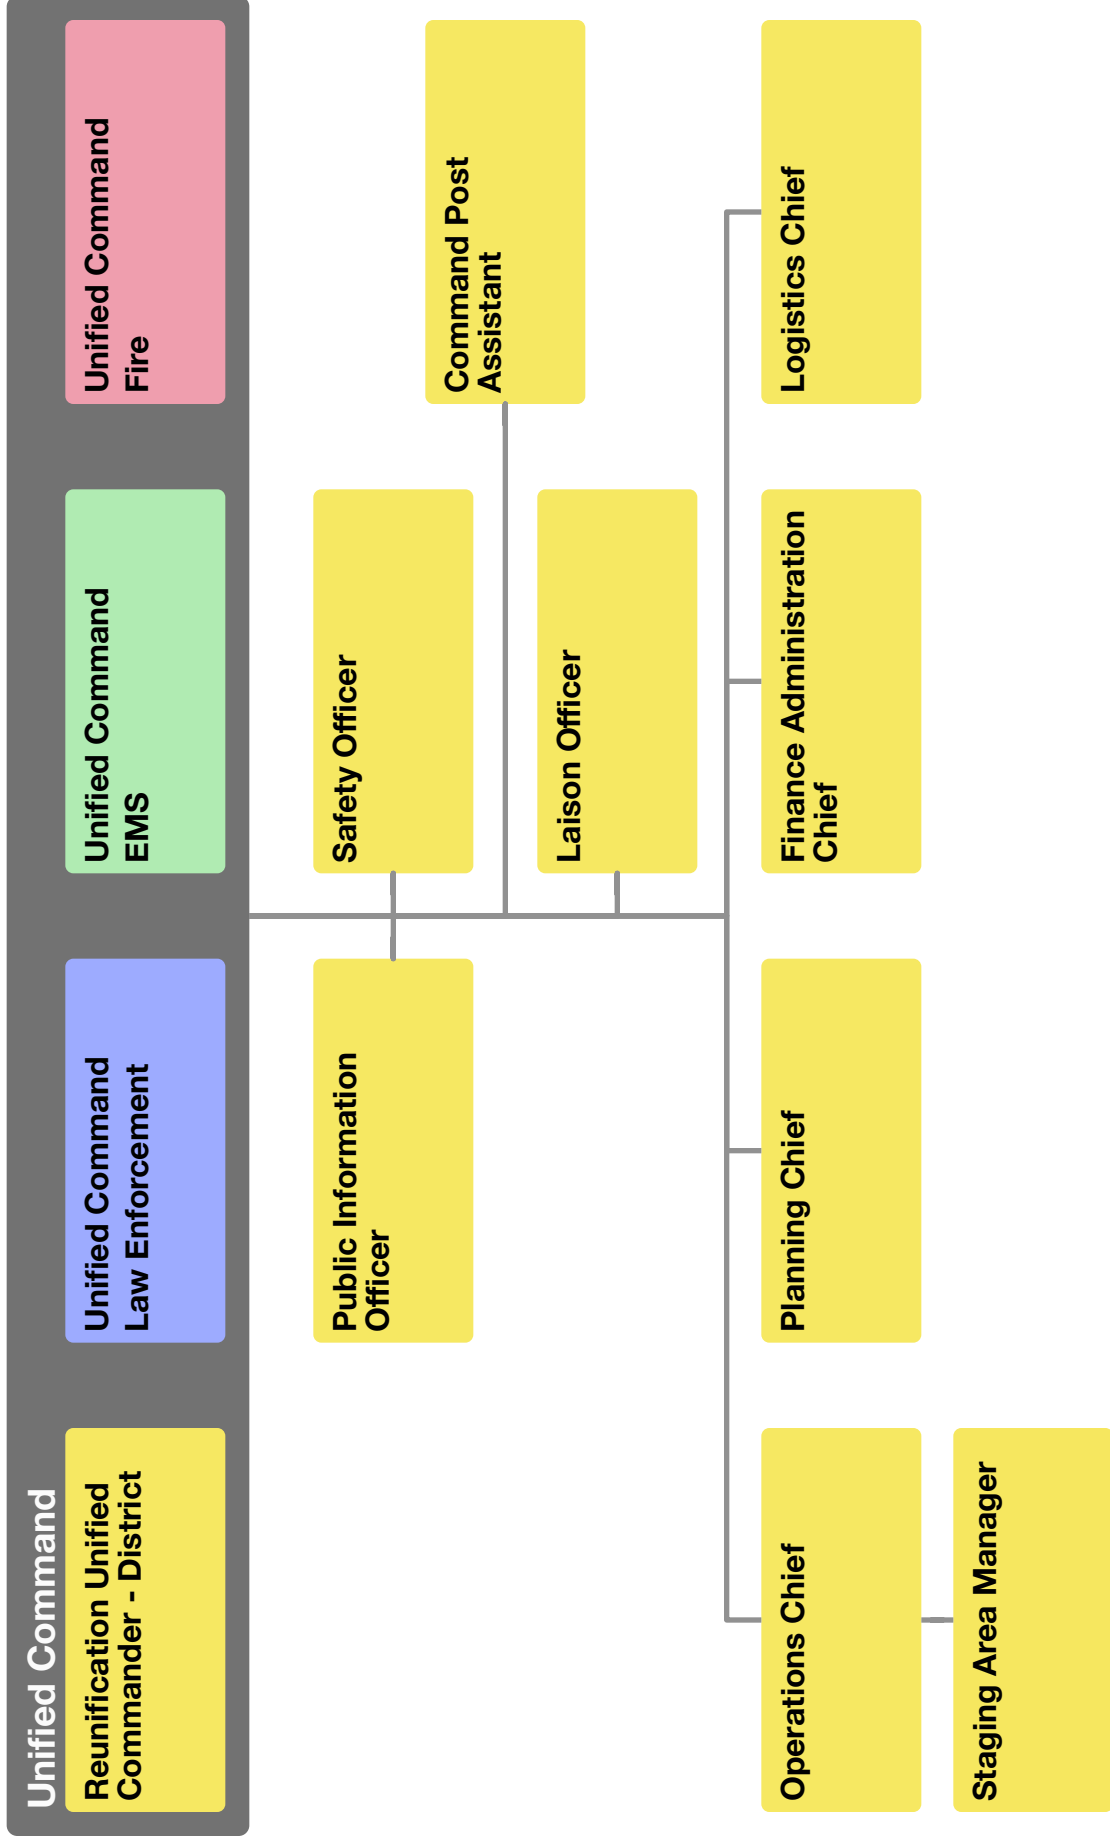 Unified Command
Reunification Unified
Commander - District
Unified Command
Law Enforcement
Unified Command
EMS
Unified Command
Fire
Public Information
Officer
Safety Officer
Command Post
Assistant
Laison Officer
Operations Chief
Planning Chief
Finance Administration
Chief
Logistics Chief
Staging Area Manager